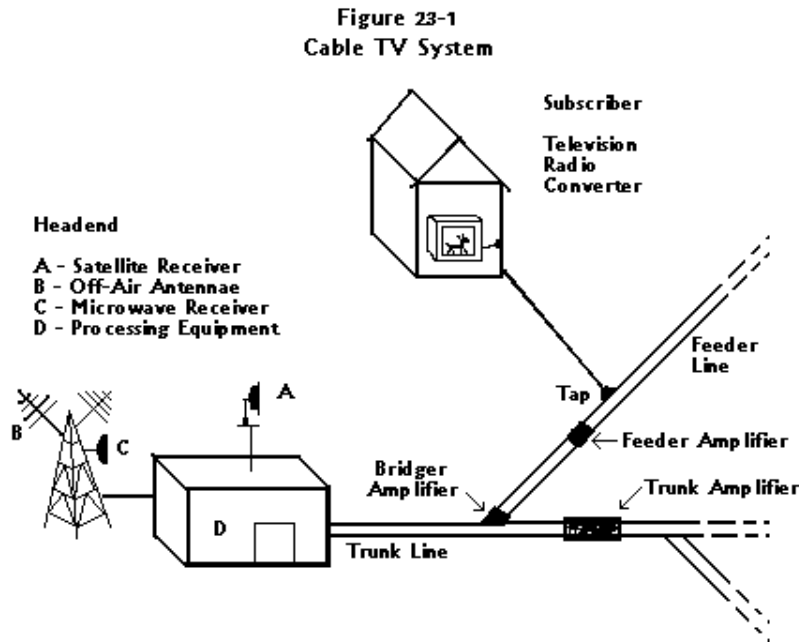 Figure 23-1
Cable TV System
Subscriber
Television
Radio
Converter
Headend
A - Satellite Receiver
B - Off-Air Antennae
C - Microwave Receiver
D - Processing Equipment
A
B
C
D
Feeder
Line
Tap
Feeder Amplifier
Bridger
Amplifier
Trunk Amplifier
Trunk Line